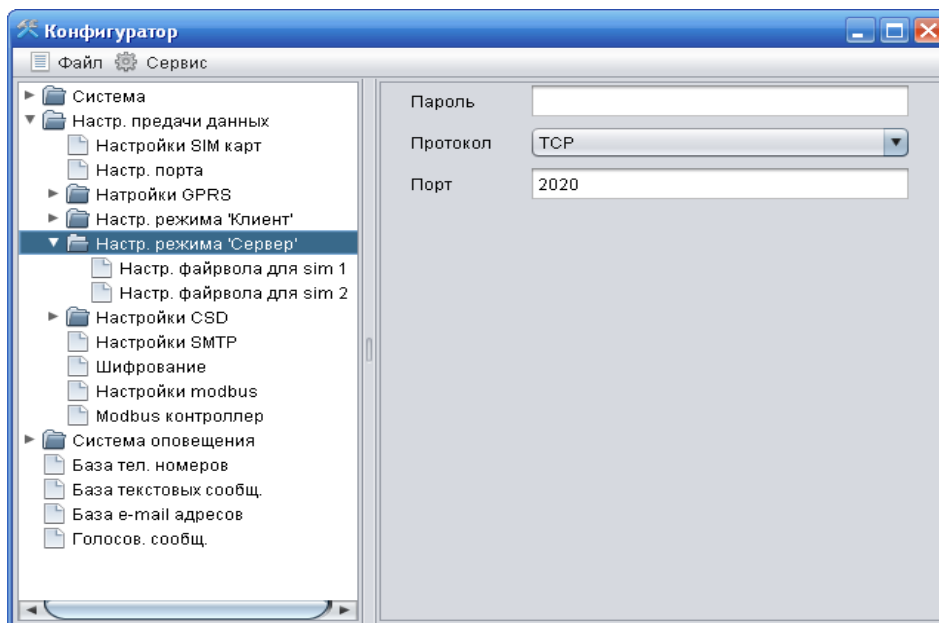 Конфигуратор
Файл Сервис
Система
Настр. предачи данных
Настройки SIM карт
Настр. порта
Натройки GPRS
Настр. режима 'Клиент'
Настр. режима 'Сервер'
Настр. файрвола для sim 1
Настр. файрвола для sim 2
Настройки CSD
Настройки SMTP
Шифрование
Настройки modbus
Modbus контроллер
Система оповещения
База тел. номеров
База текстовых сообщ.
База e-mail адресов
Голосов. сообщ.
Пароль
Протокол TCP
Порт 2020